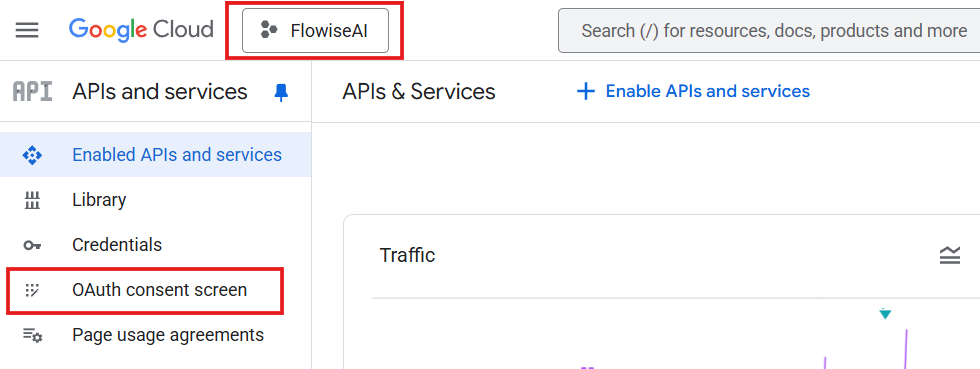 Google Cloud FlowiseAI Search (/) for resources, docs, products and more
API APIs and services APIs & Services + Enable APIs and services
Enabled APIs and services
Library
Credentials
Traffic
OAuth consent screen
Page usage agreements